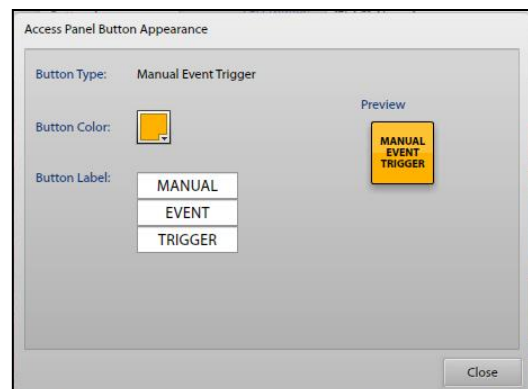 Access Panel Button Appearance
Button Type: Manual Event Trigger
Preview
Button Color:
MANUAL
EVENT
TRIGGER
Button Label:
MANUAL
EVENT
TRIGGER
Close